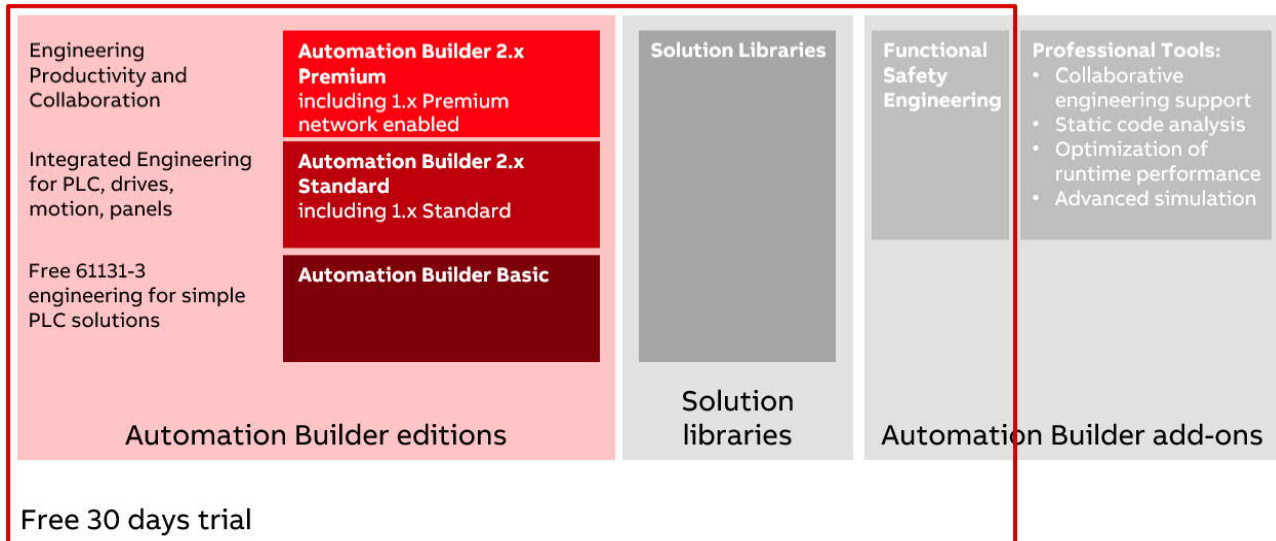 Engineering
Productivity and
Collaboration
Automation Builder 2.x
Premium
including 1.x Premium
network enabled
Integrated Engineering
for PLC, drives,
motion, panels
Automation Builder 2.x
Standard
including 1.x Standard
Free 61131-3
engineering for simple
PLC solutions
Automation Builder Basic
Automation Builder editions
Solution Libraries
Solution
libraries
Functional
Safety
Engineering
Professional Tools:
• Collaborative
engineering support
• Static code analysis
• Optimization of
runtime performance
• Advanced simulation
Automation Builder add-ons
Free 30 days trial